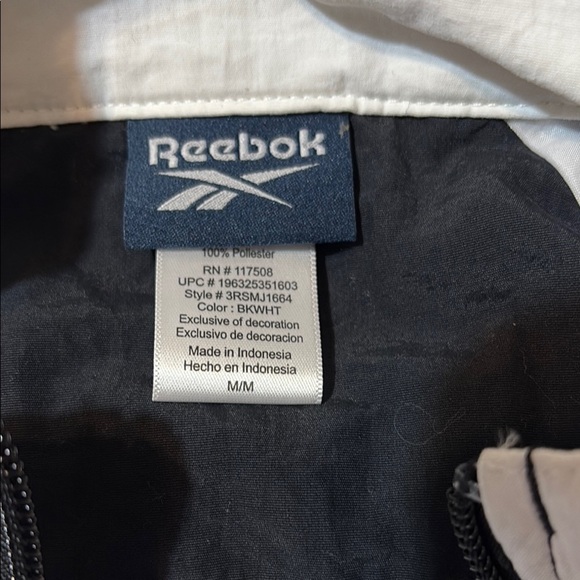 Reebok
100% Poliester
RN # 117508
UPC # 196325351603
Style # 3RSMJ1664
Color : BKWHT
Exclusive of decoration
Exclusivo de decoracion
Made in Indonesia
Hecho en Indonesia
M/M